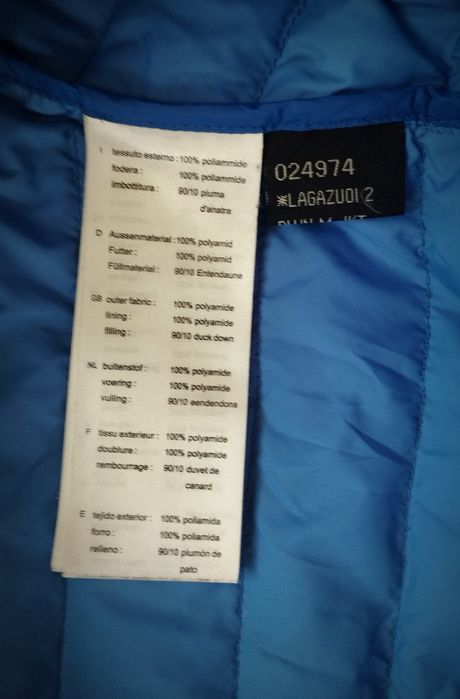 I tessuto esterno : 100% poliammide
fodera : 100% poliammide
imbottitura : 90/10 piuma
d'anatra
D Aussenmaterial : 100% polyamid
Futter : 100% polyamid
Füllmaterial : 90/10 Entendaune
GB outer fabric : 100% polyamide
lining : 100% polyamide
filling : 90/10 duck down
NL buitenstof : 100% polyamide
voering : 100% polyamide
vulling : 90/10 eendendons
F tissu exterieur : 100% polyamide
doublure : 100% polyamide
rembourrage : 90/10 duvet de
canard
E tejido exterior : 100% poliamida
forro : 100% poliamida
relleno : 90/10 plumón de
pato
024974
*LAGAZUOI 2
M JKT